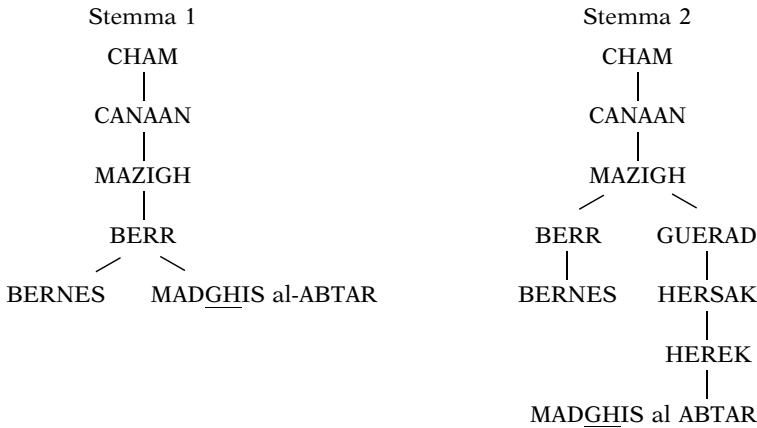 Stemma 1 Stemma 2
CHAM CHAM
CANAAN CANAAN
MAZIGH MAZIGH
BERR BERR GUERAD
BERNES MADGHIS al-ABTAR BERNES HERSAK
HEREK
MADGHIS al ABTAR